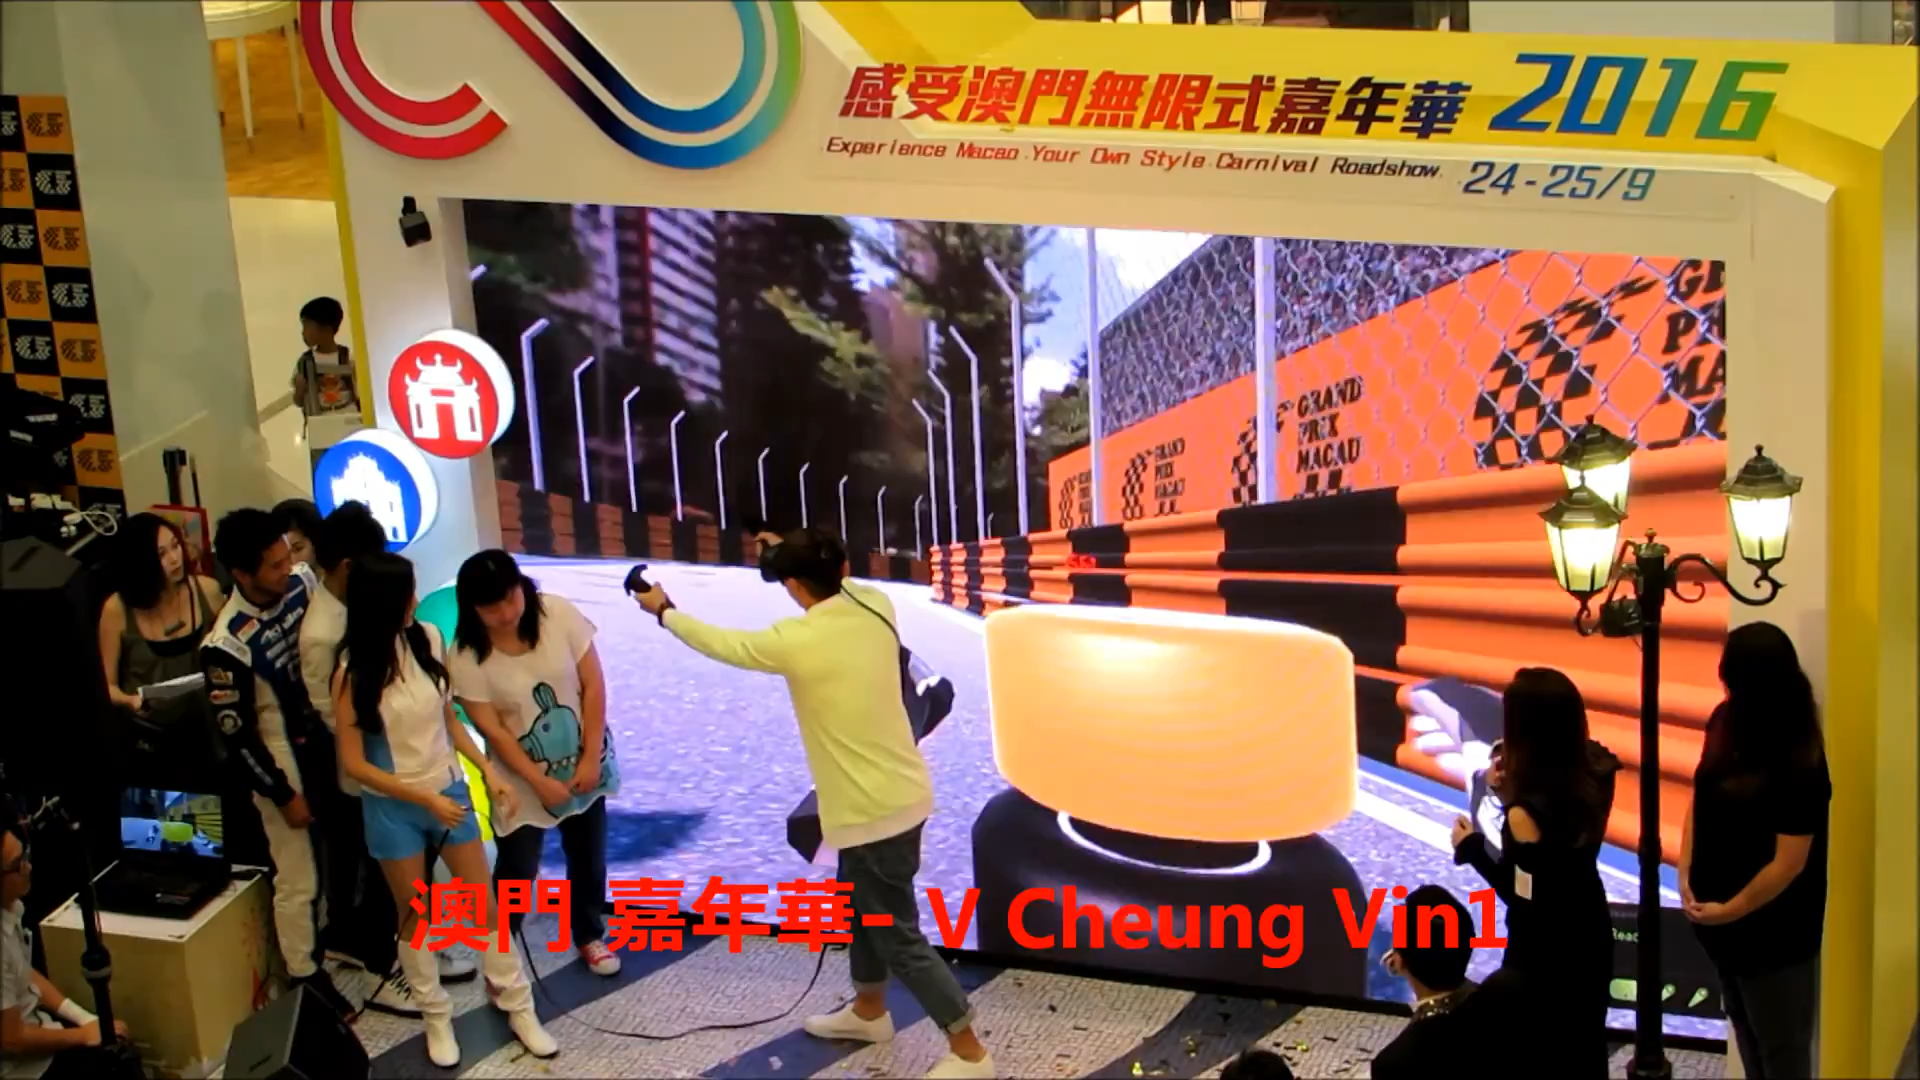 感受澳門無限式嘉年華 2016
Experience Macao Your Own Style Carnival Roadshow 24-25/9
GRAND
PRIX
MACAU
GRAND
PRIX
MACAU
澳門 嘉年華- V Cheung Vin1